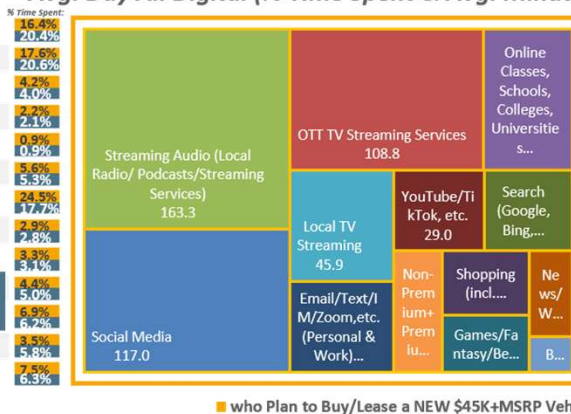 % Time Spent:
16.4%
20.4%
17.6%
20.6%
4.2%
4.0%
2.2%
2.1%
0.9%
0.9%
5.6%
5.3%
24.5%
17.7%
2.9%
2.8%
3.3%
3.1%
4.4%
5.0%
6.9%
6.2%
3.5%
5.8%
7.5%
6.3%
Streaming Audio (Local
Radio/ Podcasts/Streaming
Services)
163.3
Social Media
117.0
OTT TV Streaming Services
108.8
Online
Classes,
Schools,
Colleges,
Universitie
s...
Local TV
Streaming
45.9
YouTube/Ti
kTok, etc.
29.0
Search
(Google,
Bing,...
Email/Text/I
M/Zoom,etc.
(Personal &
Work)...
Non-
Prem
ium+
Prem
iu...
Shopping
(incl....
Ne
ws/
W...
Games/Fa
ntasy/Be...
B...
who Plan to Buy/Lease a NEW $45K+MSRP Veh